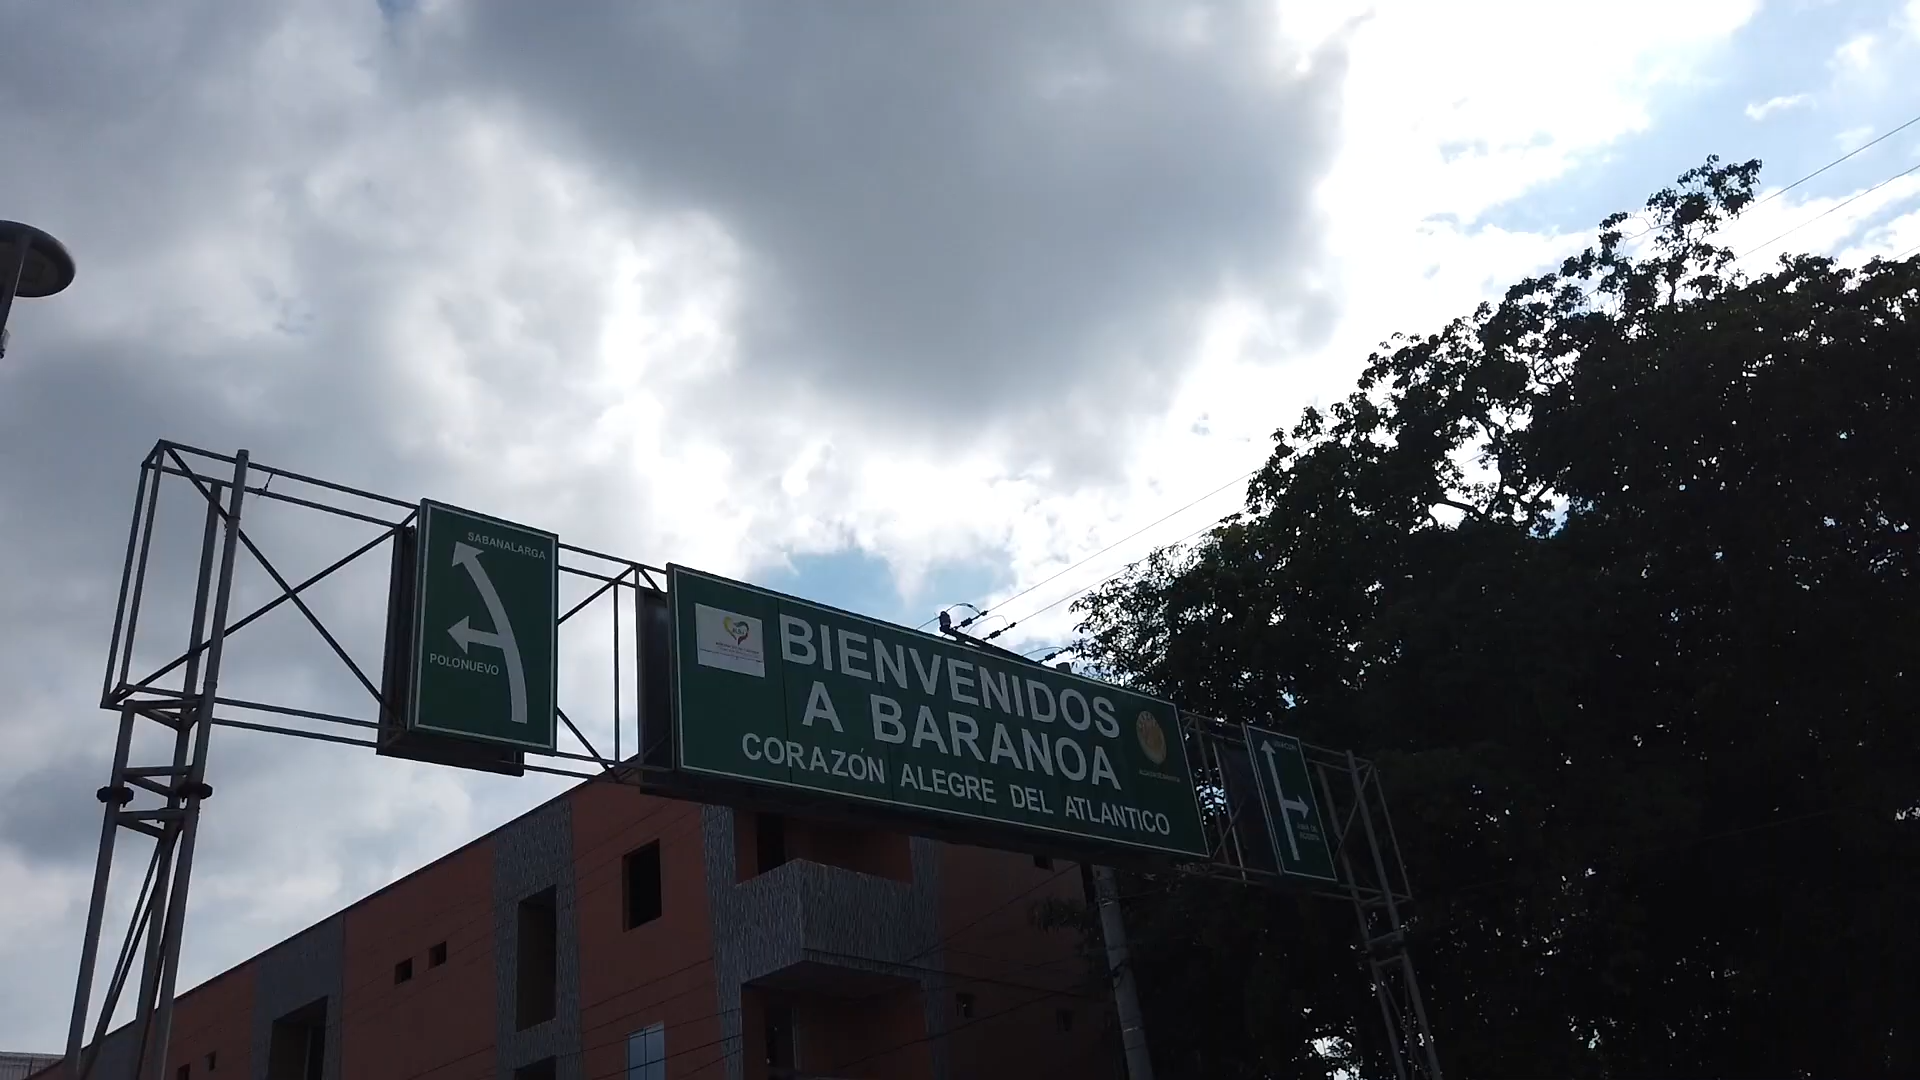 SABANALARGA
POLONUEVO
BIENVENIDOS
A BARANOA
CORAZÓN ALEGRE DEL ATLANTICO